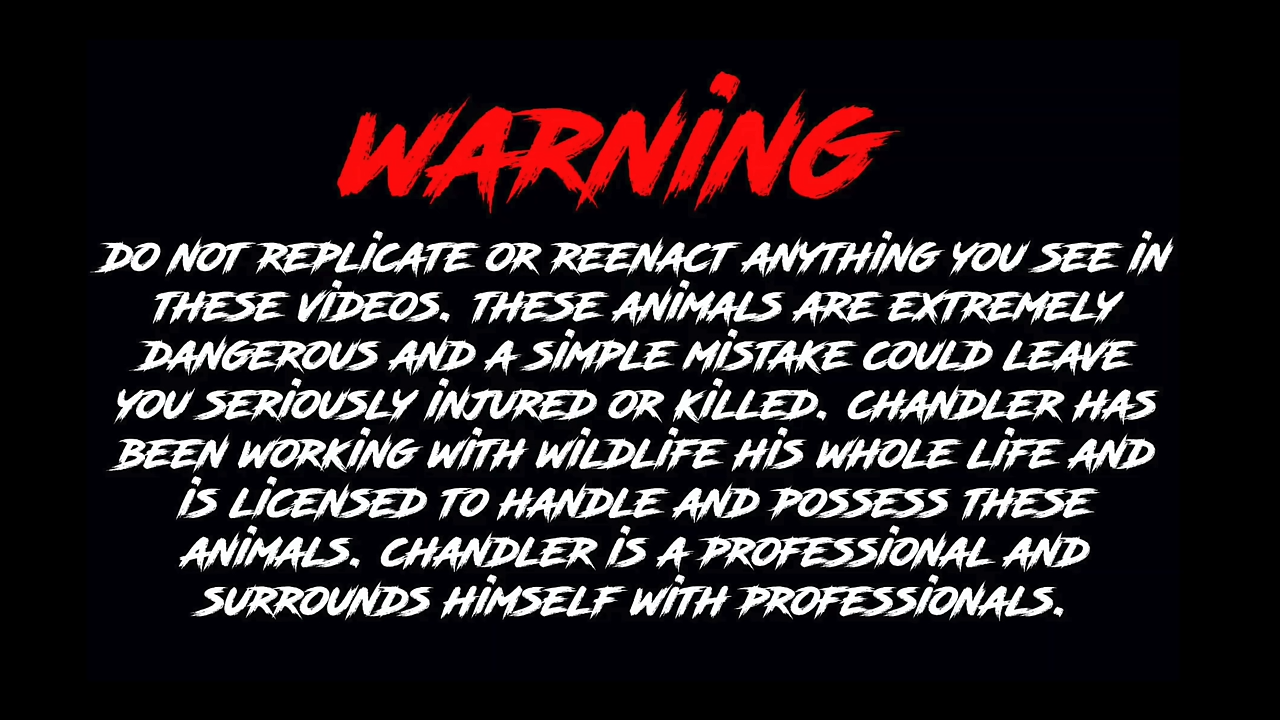 WARNING
DO NOT REPLICATE OR REENACT ANYTHING YOU SEE IN
THESE VIDEOS. THESE ANIMALS ARE EXTREMELY
DANGEROUS AND A SIMPLE MISTAKE COULD LEAVE
YOU SERIOUSLY INJURED OR KILLED. CHANDLER HAS
BEEN WORKING WITH WILDLIFE HIS WHOLE LIFE AND
IS LICENSED TO HANDLE AND POSSESS THESE
ANIMALS. CHANDLER IS A PROFESSIONAL AND
SURROUNDS HIMSELF WITH PROFESSIONALS.